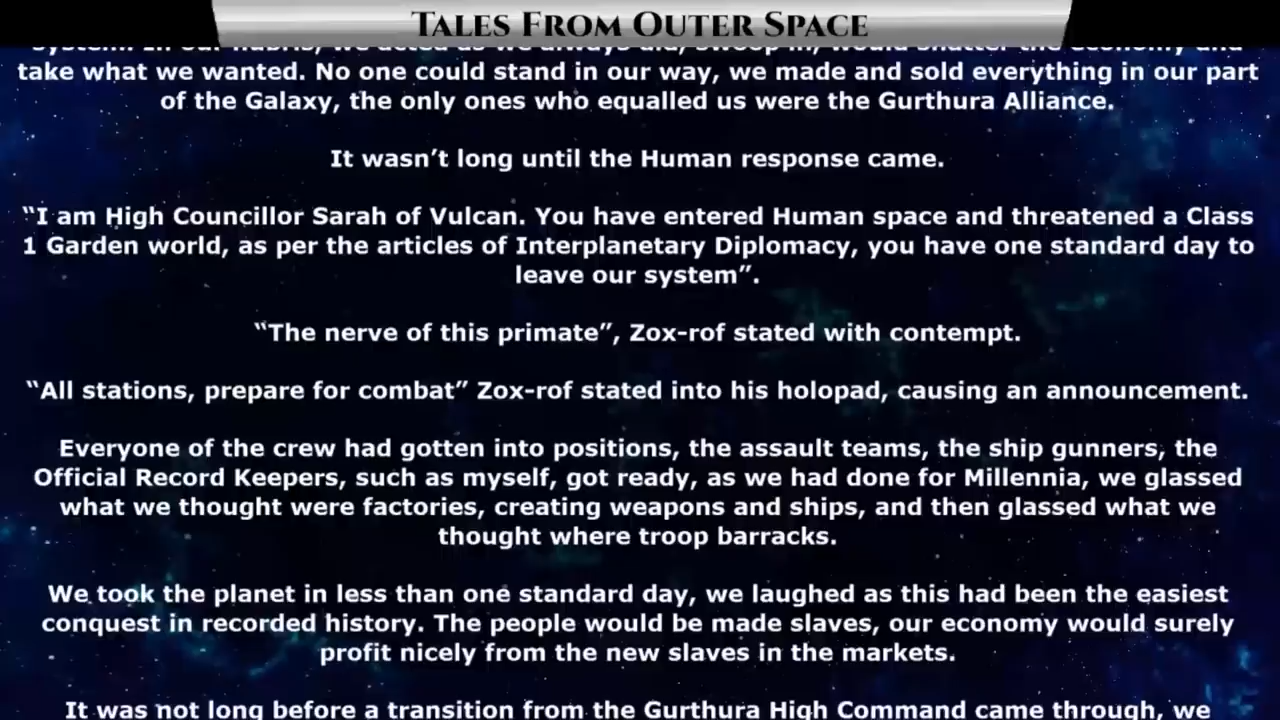 Tales From Outer Space
take what we wanted. No one could stand in our way, we made and sold everything in our part
of the Galaxy, the only ones who equalled us were the Gurthura Alliance.
It wasn’t long until the Human response came.
“I am High Councillor Sarah of Vulcan. You have entered Human space and threatened a Class
1 Garden world, as per the articles of Interplanetary Diplomacy, you have one standard day to
leave our system”.
“The nerve of this primate”, Zox-rof stated with contempt.
“All stations, prepare for combat” Zox-rof stated into his holopad, causing an announcement.
Everyone of the crew had gotten into positions, the assault teams, the ship gunners, the
Official Record Keepers, such as myself, got ready, as we had done for Millennia, we glassed
what we thought were factories, creating weapons and ships, and then glassed what we
thought where troop barracks.
We took the planet in less than one standard day, we laughed as this had been the easiest
conquest in recorded history. The people would be made slaves, our economy would surely
profit nicely from the new slaves in the markets.
It was not long before a transition from the Gurthura High Command came through, we